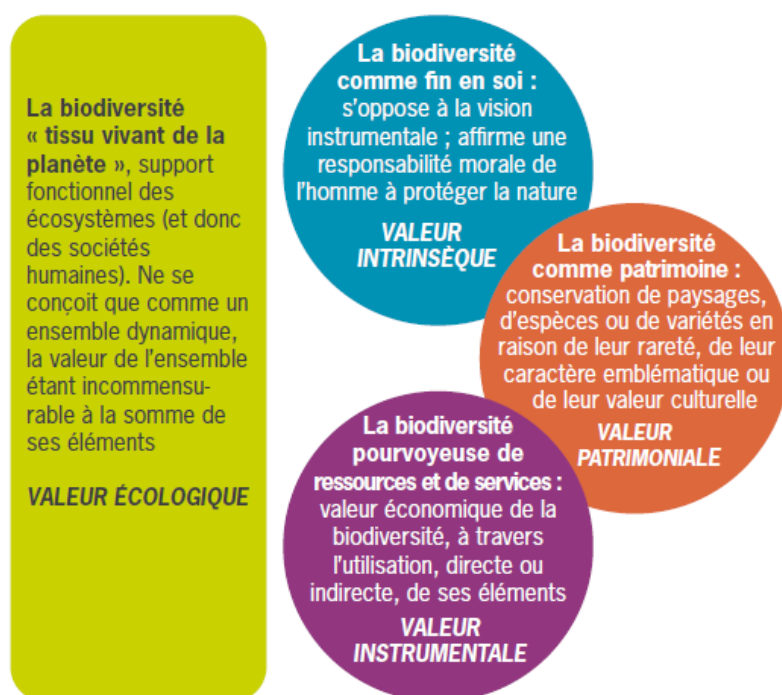 La biodiversité
« tissu vivant de la
planète », support
fonctionnel des
écosystèmes (et donc
des sociétés
humaines). Ne se
conçoit que comme un
ensemble dynamique,
la valeur de l'ensemble
étant incommensu-
rable à la somme de
ses éléments
VALEUR ÉCOLOGIQUE
La biodiversité
comme fin en soi :
s'oppose à la vision
instrumentale ; affirme une
responsabilité morale de
l'homme à protéger la nature
VALEUR
INTRINSÈQUE
La biodiversité
comme patrimoine :
conservation de paysages,
d'espèces ou de variétés en
raison de leur rareté, de leur
caractère emblématique ou
de leur valeur culturelle
VALEUR
PATRIMONIALE
La biodiversité
pourvoyeuse de
ressources et de services :
valeur économique de la
biodiversité, à travers
l'utilisation, directe ou
indirecte, de ses éléments
VALEUR
INSTRUMENTALE